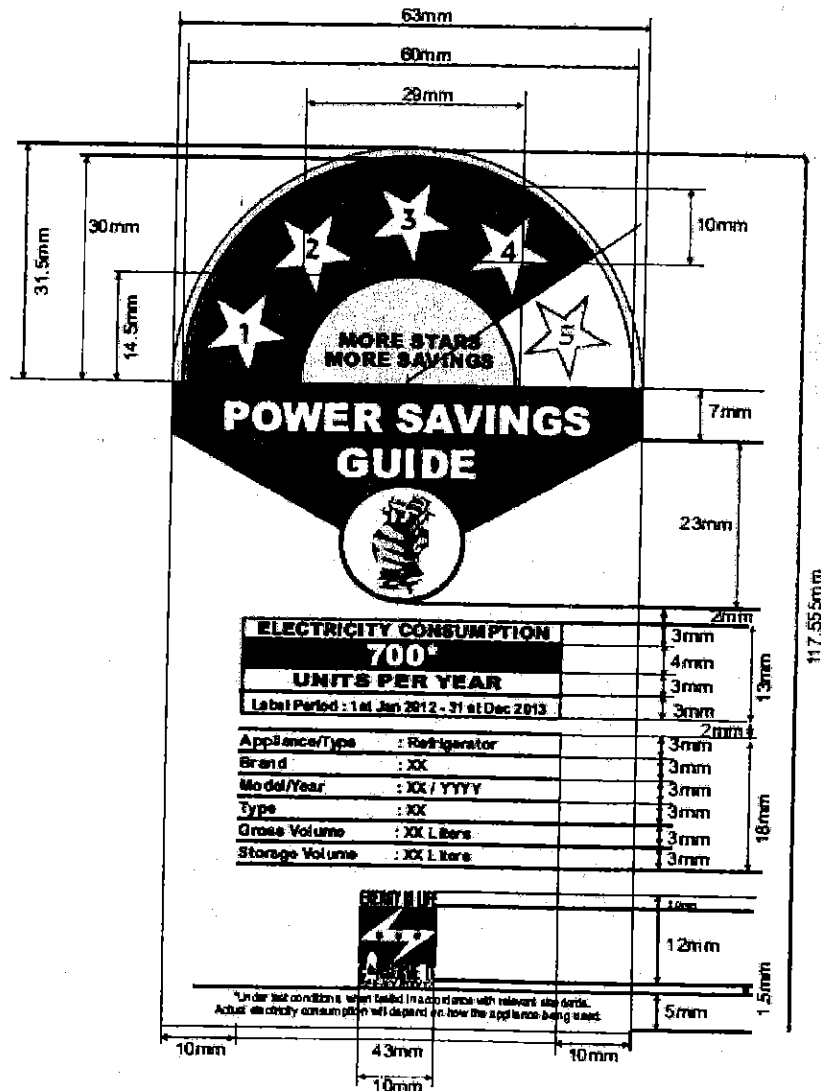 63mm
60mm
29mm
31.5mm
30mm
14.5mm
10mm
1
2
3
4
5
MORE STARS
MORE SAVINGS
POWER SAVINGS
GUIDE
7mm
23mm
117.555mm
2mm
ELECTRICITY CONSUMPTION
3mm
700*
4mm
UNITS PER YEAR
3mm
Label Period : 1st Jan 2012 - 31st Dec 2013
3mm
13mm
2mm
Appliance/Type : Refrigerator
3mm
Brand : XX
3mm
Model/Year : XX / YYYY
3mm
Type : XX
3mm
Gross Volume : XX Liters
3mm
Storage Volume : XX Liters
3mm
18mm
ENERGY IS LIFE
CONSERVE IT
12mm
1.5mm
*Under test conditions, when tested in accordance with relevant standards.
Actual electricity consumption will depend on how the appliance being used.
5mm
10mm
43mm
10mm
10mm